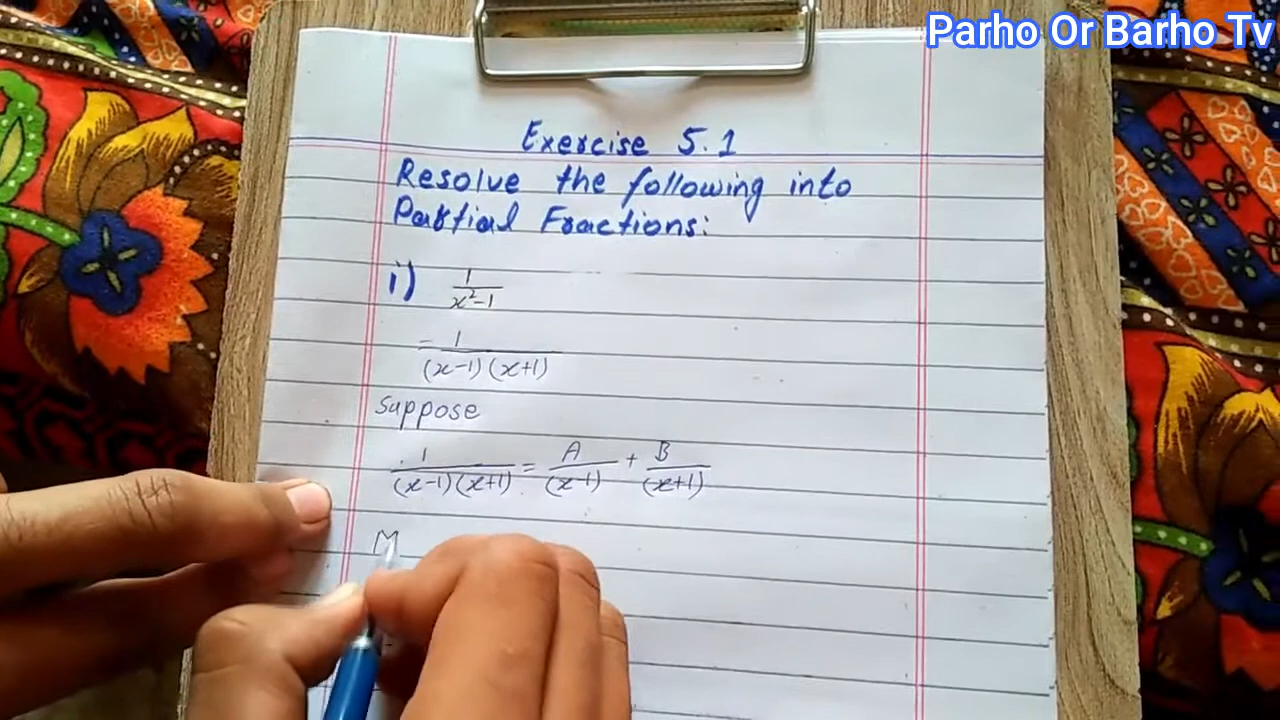 Parho Or Barho Tv
Exercise 5.1
Resolve the following into
Partial Fractions:
i) 1/(x²-1)
= 1/((x-1)(x+1))
Suppose
1/((x-1)(x+1)) = A/(x-1) + B/(x+1)
M